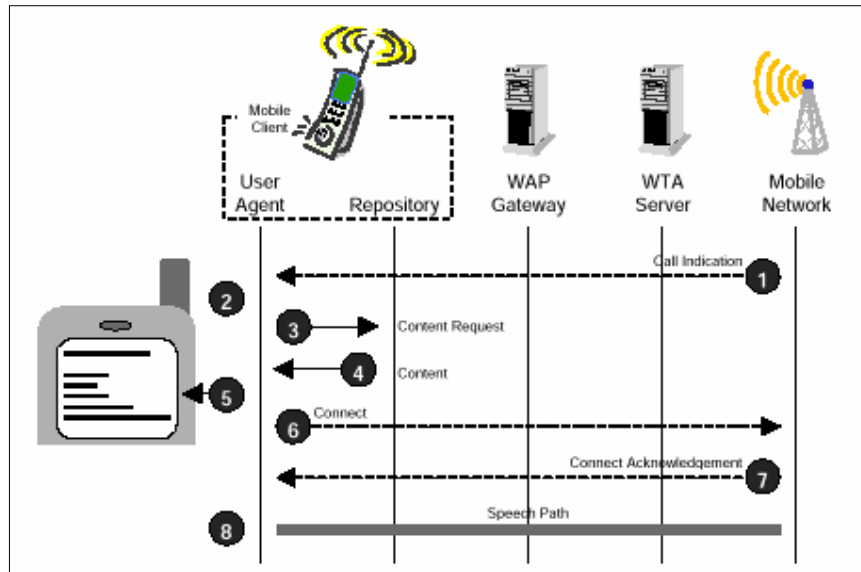 Mobile
Client
User
Agent
Repository
WAP
Gateway
WTA
Server
Mobile
Network
Call Indication
1
2
3
Content Request
4
Content
5
Connect
6
Connect Acknowledgement
7
Speech Path
8